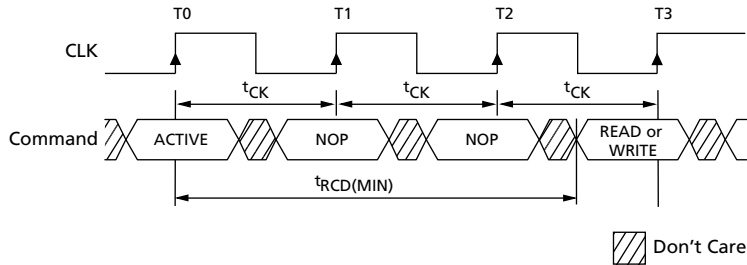 T0 T1 T2 T3
CLK
tCK tCK tCK
Command ACTIVE NOP NOP READ or
WRITE
tRCD(MIN)
Don't Care